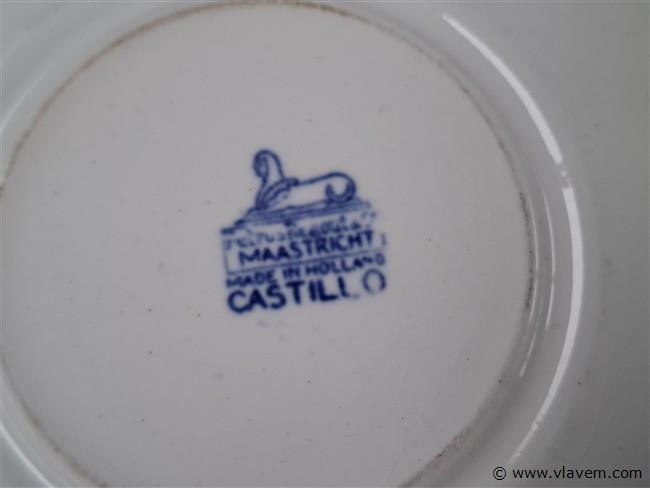 MAASTRICHT
MADE IN HOLLAND
CASTILLO
© www.vlavem.com